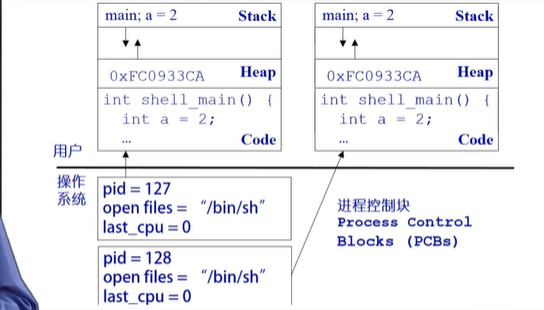 main; a = 2 Stack
0xFC0933CA Heap
int shell_main() {
int a = 2;
... Code
main; a = 2 Stack
0xFC0933CA Heap
int shell_main() {
int a = 2;
... Code
用户
操作
系统
pid = 127
open files = “/bin/sh”
last_cpu = 0
pid = 128
open files = “/bin/sh”
last_cpu = 0
进程控制块
Process Control
Blocks (PCBs)